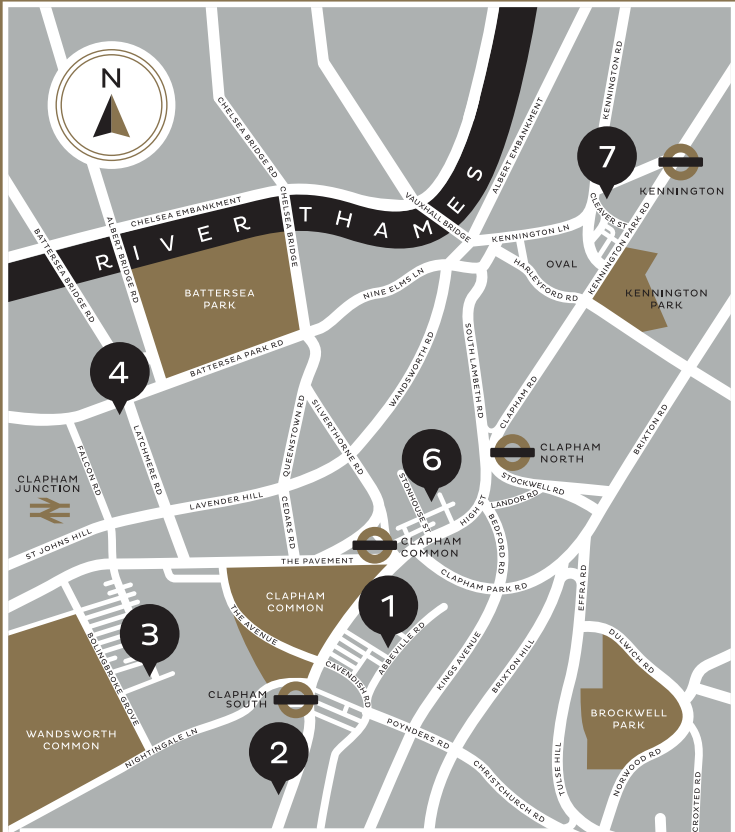 N
KENNINGTON RD
CHELSEA BRIDGE RD
ALBERT EMBANKMENT
7
KENNINGTON
CHELSEA EMBANKMENT
CHELSEA BRIDGE
VAUXHALL BRIDGE
CLEAVER ST
RIVER THAMES
ALBERT BRIDGE RD
BATTERSEA BRIDGE RD
KENNINGTON LN
KENNINGTON PARK RD
OVAL
HARLEYFORD RD
BATTERSEA
PARK
NINE ELMS LN
KENNINGTON
PARK
BATTERSEA PARK RD
WANDSWORTH RD
SOUTH LAMBETH RD
4
CLAPHAM RD
BRIXTON RD
LATCHMERE RD
FALCON RD
QUEENSTOWN RD
SILVERTHORNE RD
6
CLAPHAM
NORTH
CLAPHAM
JUNCTION
STONHOUSE ST
STOCKWELL RD
LANDOR RD
LAVENDER HILL
CEDARS RD
HIGH ST
BEDFORD RD
ST JOHNS HILL
CLAPHAM
COMMON
THE PAVEMENT
CLAPHAM PARK RD
EFFRA RD
CLAPHAM
COMMON
1
THE AVENUE
ABBEVILLE RD
3
BOLINGBROKE GROVE
KINGS AVENUE
BRIXTON HILL
DULWICH RD
CAVENDISH RD
CLAPHAM
SOUTH
BROCKWELL
PARK
WANDSWORTH
COMMON
NIGHTINGALE LN
2
POYNDERS RD
CHRISTCHURCH RD
TULSE HILL
NORWOOD RD
CROXTED RD